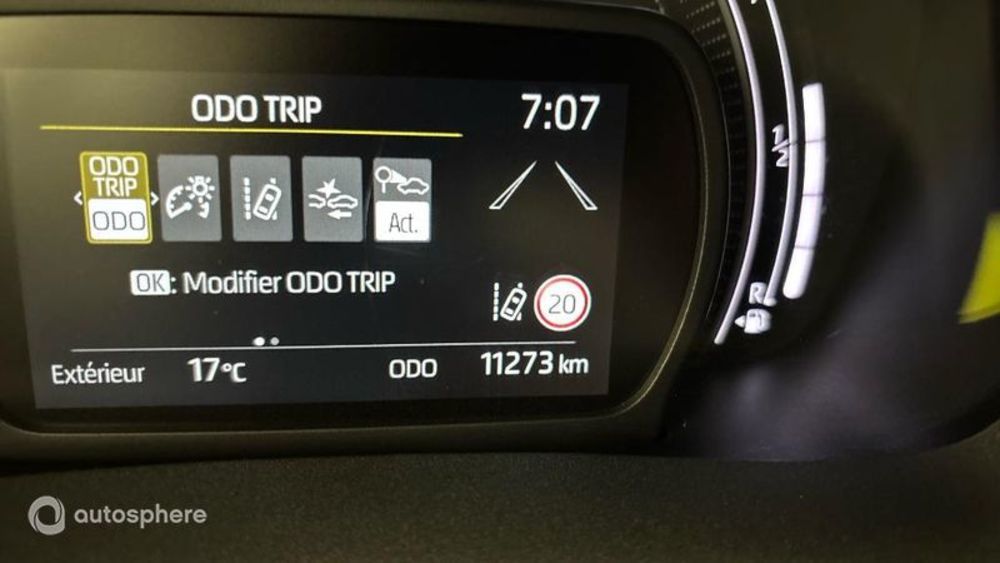 ODO TRIP
7:07
ODO
TRIP
ODO
Act.
OK: Modifier ODO TRIP
20
Extérieur 17°C ODO 11273 km
1/2
R
autosphere